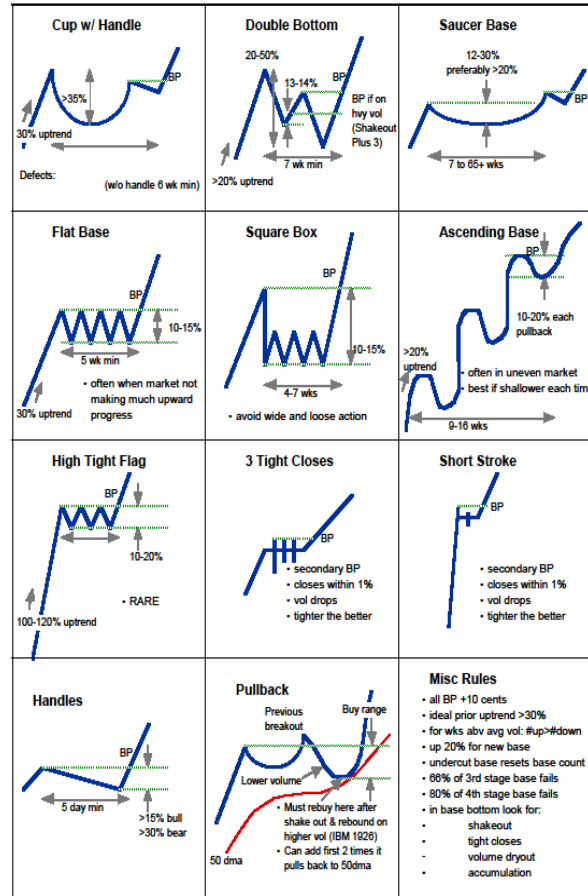 Cup w/ Handle
BP
>35%
30% uptrend
Defects:
(w/o handle 6 wk min)
Double Bottom
20-50%
13-14%
BP
BP if on
hvy vol
(Shakeout
Plus 3)
7 wk min
>20% uptrend
Saucer Base
12-30%
preferably >20%
BP
7 to 65+ wks
Flat Base
BP
10-15%
5 wk min
• often when market not
making much upward
progress
30% uptrend
Square Box
BP
10-15%
4-7 wks
• avoid wide and loose action
Ascending Base
BP
10-20% each
pullback
>20%
uptrend
• often in uneven market
• best if shallower each tim
9-16 wks
High Tight Flag
BP
10-20%
• RARE
100-120% uptrend
3 Tight Closes
BP
• secondary BP
• closes within 1%
• vol drops
• tighter the better
Short Stroke
BP
• secondary BP
• closes within 1%
• vol drops
• tighter the better
Handles
BP
5 day min
>15% bull
>30% bear
Pullback
Previous
breakout
Buy range
Lower volume
• Must rebuy here after
shake out & rebound on
higher vol (IBM 1926)
• Can add first 2 times it
pulls back to 50dma
50 dma
Misc Rules
• all BP +10 cents
• ideal prior uptrend >30%
• for wks abv avg vol: #up>#down
• up 20% for new base
• undercut base resets base count
• 66% of 3rd stage base fails
• 80% of 4th stage base fails
• in base bottom look for:
• shakeout
• tight closes
- volume dryout
• accumulation